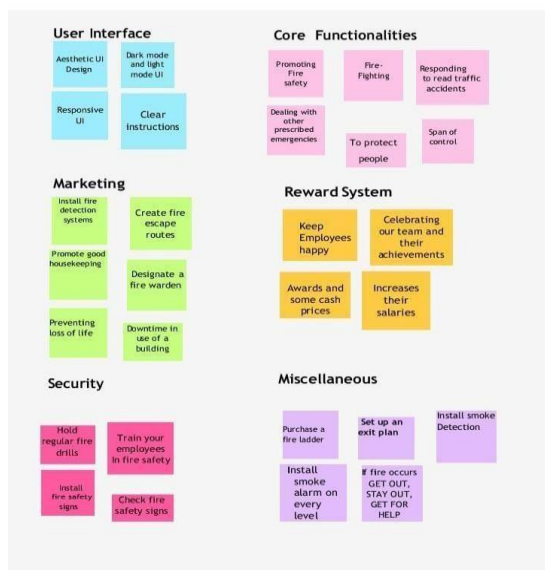 User Interface
Aesthetic UI
Design
Dark mode
and light
mode UI
Responsive
UI
Clear
instructions
Core Functionalities
Promoting
Fire
safety
Fire-
Fighting
Responding
to read traffic
accidents
Dealing with
other
prescribed
emergencies
To protect
people
Span of
control
Marketing
Install fire
detection
systems
Create fire
escape
routes
Promote good
housekeeping
Designate a
fire warden
Preventing
loss of life
Downtime in
use of a
building
Reward System
Keep
Employees
happy
Celebrating
our team and
their
achievements
Awards and
some cash
prices
Increases
their
salaries
Security
Hold
regular fire
drills
Train your
employees
In fire safety
Install
fire safety
signs
Check fire
safety signs
Miscellaneous
Purchase a
fire ladder
Set up an
exit plan
Install smoke
Detection
Install
smoke
alarm on
every
level
If fire occurs
GET OUT,
STAY OUT,
GET FOR
HELP